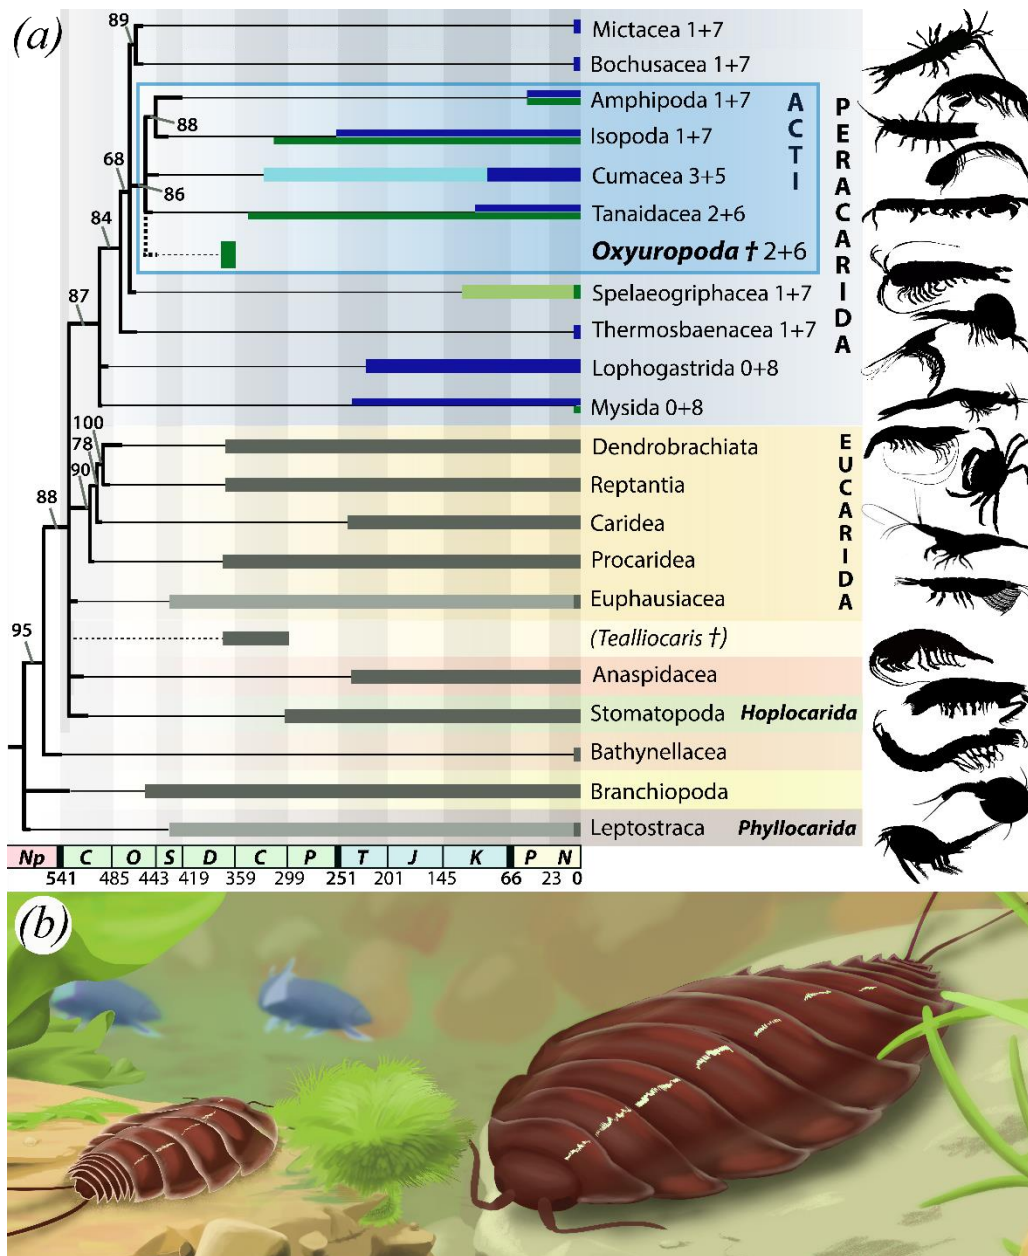 (a)
89
Mictacea 1+7
Bochusacea 1+7
Amphipoda 1+7
88
Isopoda 1+7
68
Cumacea 3+5
86
Tanaidacea 2+6
84
Oxyuropoda † 2+6
ACTI
PERACARIDA
87
Spelaeogriphacea 1+7
Thermosbaenacea 1+7
Lophogastrida 0+8
Mysida 0+8
100
78
Dendrobrachiata
90
Reptantia
88
Caridea
Procaridea
Euphausiacea
EUCARIDA
95
(Tealliocaris †)
Anaspidacea
Stomatopoda Hoplocarida
Bathynellacea
Branchiopoda
Leptostraca Phyllocarida
Np C O S D C P T J K P N
541 485 443 419 359 299 251 201 145 66 23 0
(b)